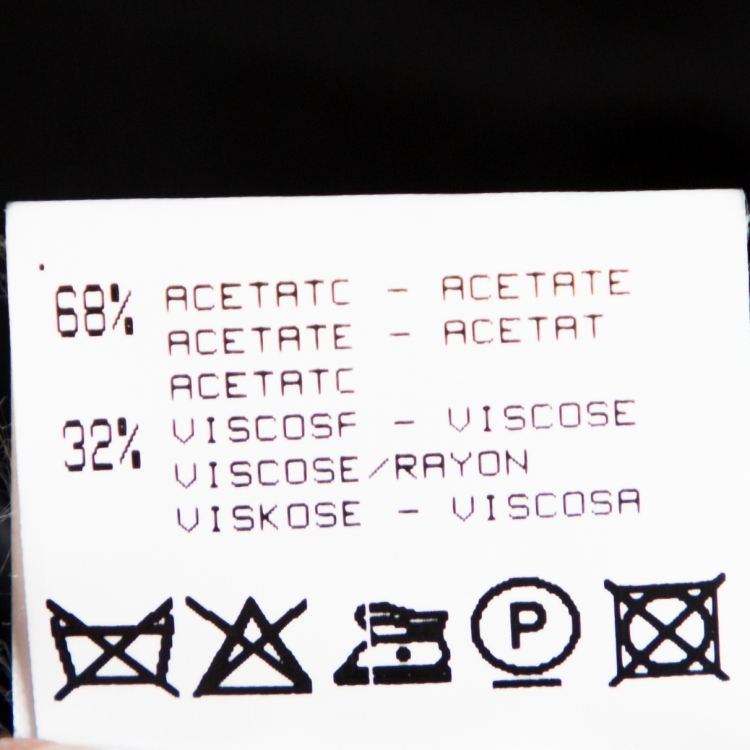 68% ACETATC - ACETATE
ACETATE - ACETAT
ACETATC
32% VISCOSF - VISCOSE
VISCOSE/RAYON
VISKOSE - VISCOSA
P